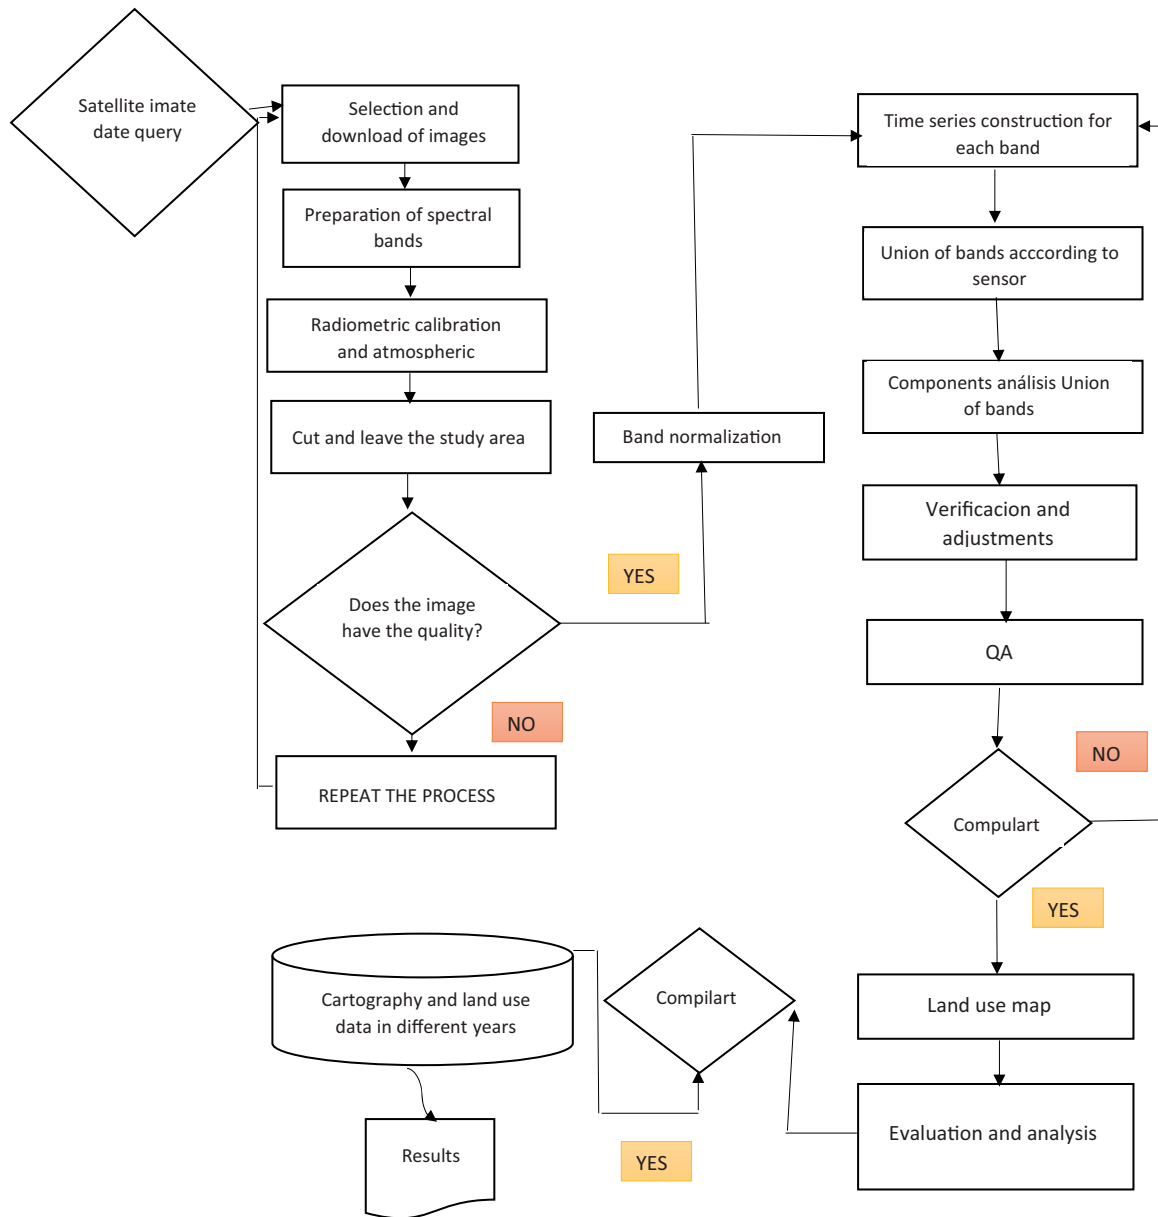 Satellite imate
date query
Selection and
download of images
Preparation of spectral
bands
Radiometric calibration
and atmospheric
Cut and leave the study area
Does the image
have the quality?
YES
NO
REPEAT THE PROCESS
Band normalization
Time series construction for
each band
Union of bands acccording to
sensor
Components análisis Union
of bands
Verificacion and
adjustments
QA
NO
Compulart
YES
Land use map
Evaluation and analysis
Compilart
YES
Cartography and land use
data in different years
Results